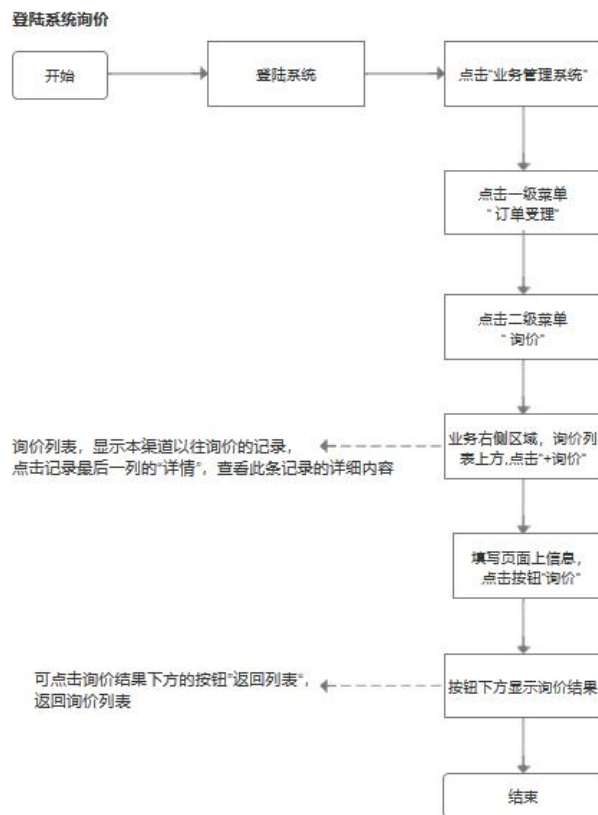 登陆系统询价
开始
登陆系统
点击"业务管理系统"
点击一级菜单
"订单受理"
点击二级菜单
"询价"
业务右侧区域，询价列
表上方,点击"+询价"
询价列表，显示本渠道以往询价的记录，
点击记录最后一列的"详情"，查看此条记录的详细内容
填写页面上信息，
点击按钮"询价"
按钮下方显示询价结果
可点击询价结果下方的按钮"返回列表"，
返回询价列表
结束